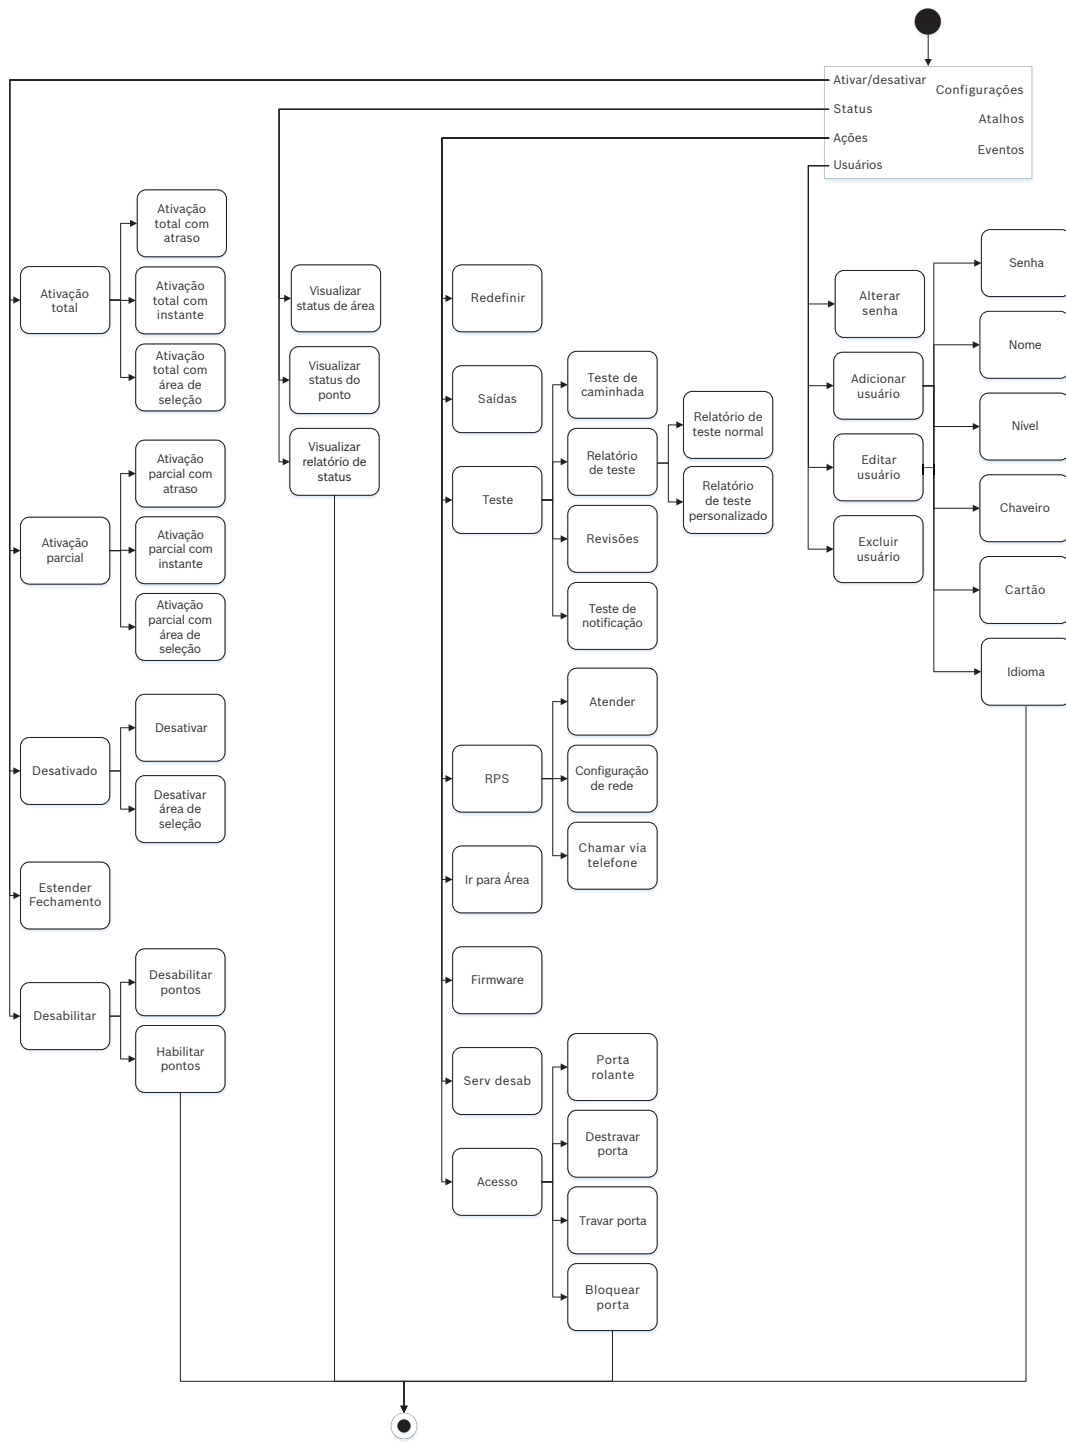 Ativar/desativar
Status
Ações
Usuários
Configurações
Atalhos
Eventos
Ativação
total
Ativação
total com
atraso
Ativação
total com
instante
Ativação
total com
área de
seleção
Ativação
parcial
Ativação
parcial com
atraso
Ativação
parcial com
instante
Ativação
parcial com
área de
seleção
Desativado
Desativar
Desativar
área de
seleção
Estender
Fechamento
Desabilitar
Desabilitar
pontos
Habilitar
pontos
Visualizar
status de área
Visualizar
status do
ponto
Visualizar
relatório de
status
Redefinir
Saídas
Teste
Teste de
caminhada
Relatório
de teste
Relatório de
teste normal
Relatório
de teste
personalizado
Revisões
Teste de
notificação
RPS
Atender
Configuração
de rede
Chamar via
telefone
Ir para Área
Firmware
Serv desab
Acesso
Porta
rolante
Destravar
porta
Travar porta
Bloquear
porta
Alterar
senha
Adicionar
usuário
Editar
usuário
Excluir
usuário
Senha
Nome
Nível
Chaveiro
Cartão
Idioma